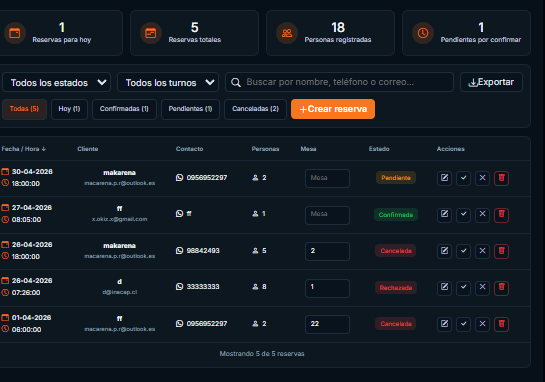 1
Reservas para hoy
5
Reservas totales
18
Personas registradas
1
Pendientes por confirmar
Todos los estados
Todos los turnos
Buscar por nombre, teléfono o correo...
Exportar
Todas (5)
Hoy (1)
Confirmadas (1)
Pendientes (1)
Canceladas (2)
+Crear reserva
Fecha / Hora ↓ Cliente Contacto Personas Mesa Estado Acciones
30-04-2026 makarena
18:00:00 macarena.p.r@outlook.es 0956952297 2 Mesa Pendiente
27-04-2026 ff
08:05:00 x.okiz.x@gmail.com ff 1 Mesa Confirmada
26-04-2026 makarena
18:00:00 macarena.p.r@outlook.es 98842493 5 2 Cancelada
26-04-2026 d
07:26:00 d@inacap.cl 33333333 8 1 Rechazada
01-04-2026 ff
06:00:00 macarena.p.r@outlook.es 0956952297 2 22 Cancelada
Mostrando 5 de 5 reservas